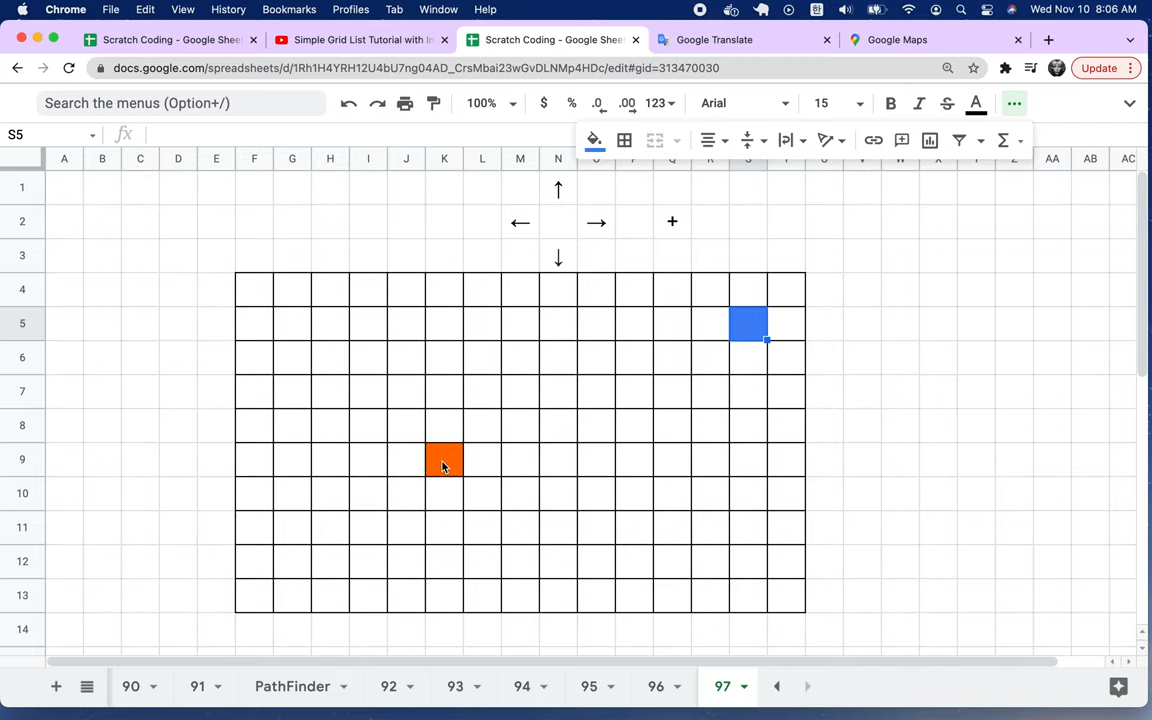 Chrome File Edit View History Bookmarks Profiles Tab Window Help 한 Wed Nov 10 8:06 AM
Scratch Coding - Google Sheet Simple Grid List Tutorial with In Scratch Coding - Google Sheet Google Translate Google Maps
docs.google.com/spreadsheets/d/1Rh1H4YRH12U4bU7ng04AD_CrsMbai23wGvDLNMp4HDc/edit#gid=313470030 Update
Search the menus (Option+/) 100% $ % .0 .00 123 Arial 15 B I S A
S5 fx
A B C D E F G H I J K L M N O P Q R S T U V W X Y Z AA AB AC
1 ↑
2 ← → +
3 ↓
4
5
6
7
8
9
10
11
12
13
14
90 91 PathFinder 92 93 94 95 96 97